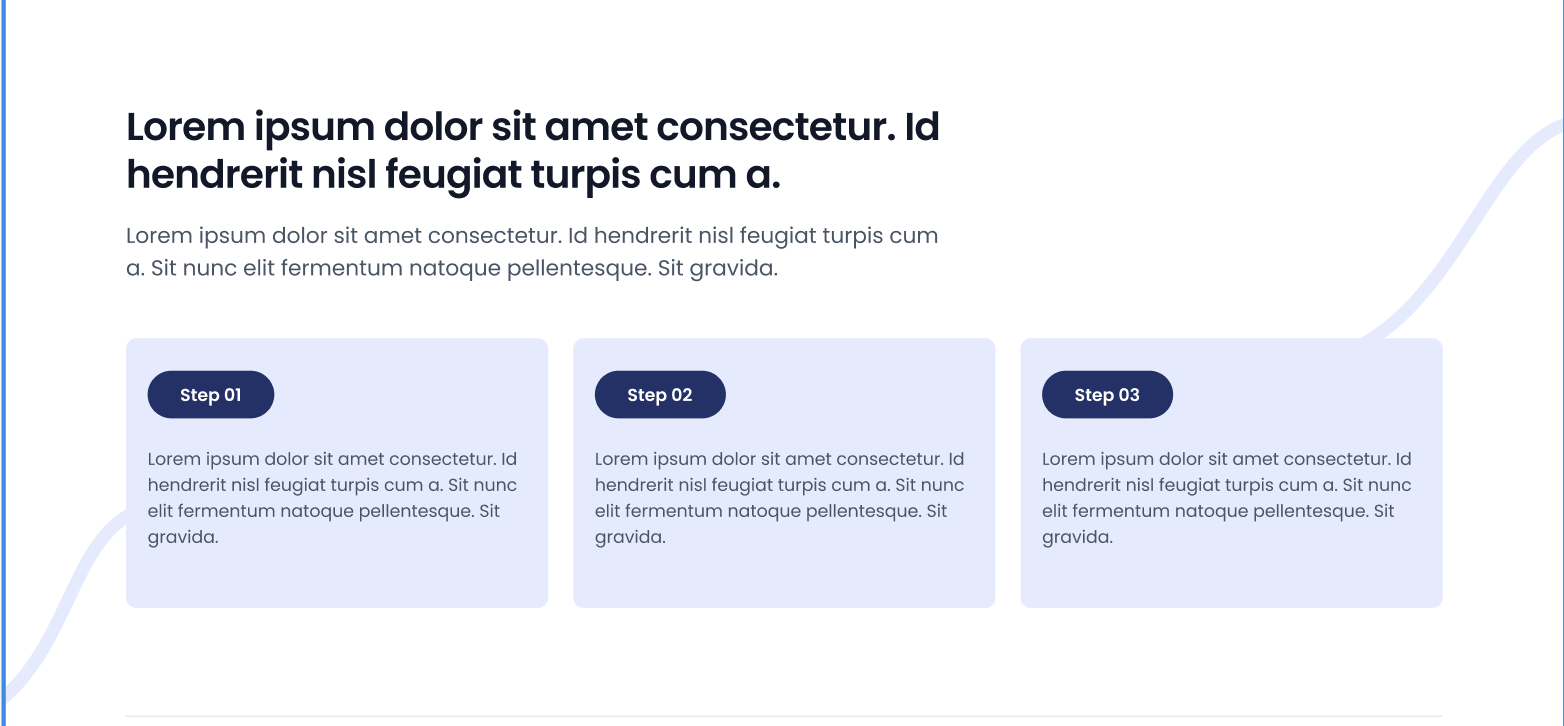 Lorem ipsum dolor sit amet consectetur. Id
hendrerit nisl feugiat turpis cum a.
Lorem ipsum dolor sit amet consectetur. Id hendrerit nisl feugiat turpis cum
a. Sit nunc elit fermentum natoque pellentesque. Sit gravida.
Step 01
Lorem ipsum dolor sit amet consectetur. Id
hendrerit nisl feugiat turpis cum a. Sit nunc
elit fermentum natoque pellentesque. Sit
gravida.
Step 02
Lorem ipsum dolor sit amet consectetur. Id
hendrerit nisl feugiat turpis cum a. Sit nunc
elit fermentum natoque pellentesque. Sit
gravida.
Step 03
Lorem ipsum dolor sit amet consectetur. Id
hendrerit nisl feugiat turpis cum a. Sit nunc
elit fermentum natoque pellentesque. Sit
gravida.